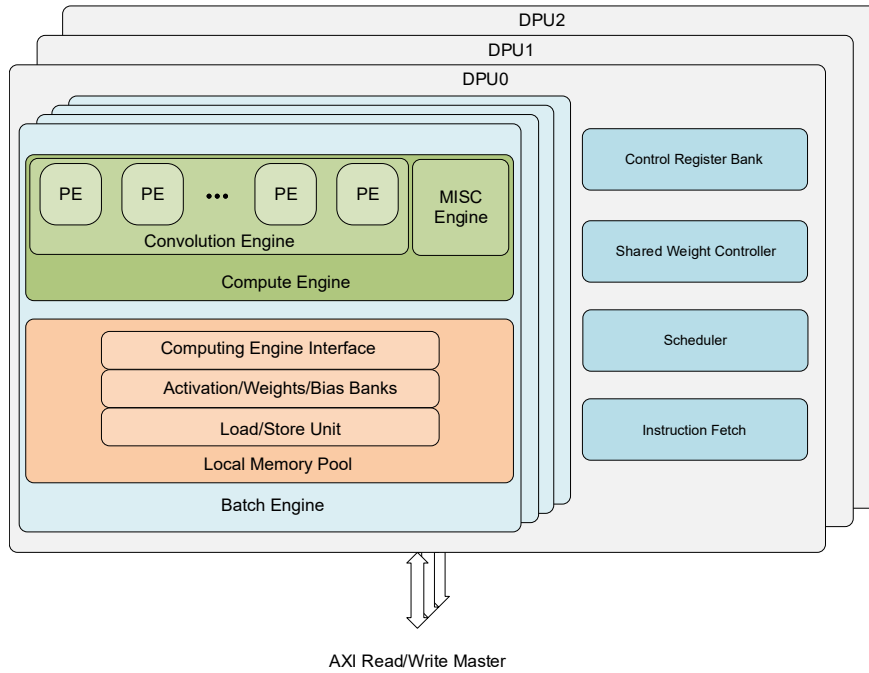 DPU2
DPU1
DPU0
PE PE ••• PE PE
MISC
Engine
Convolution Engine
Compute Engine
Computing Engine Interface
Activation/Weights/Bias Banks
Load/Store Unit
Local Memory Pool
Batch Engine
Control Register Bank
Shared Weight Controller
Scheduler
Instruction Fetch
AXI Read/Write Master